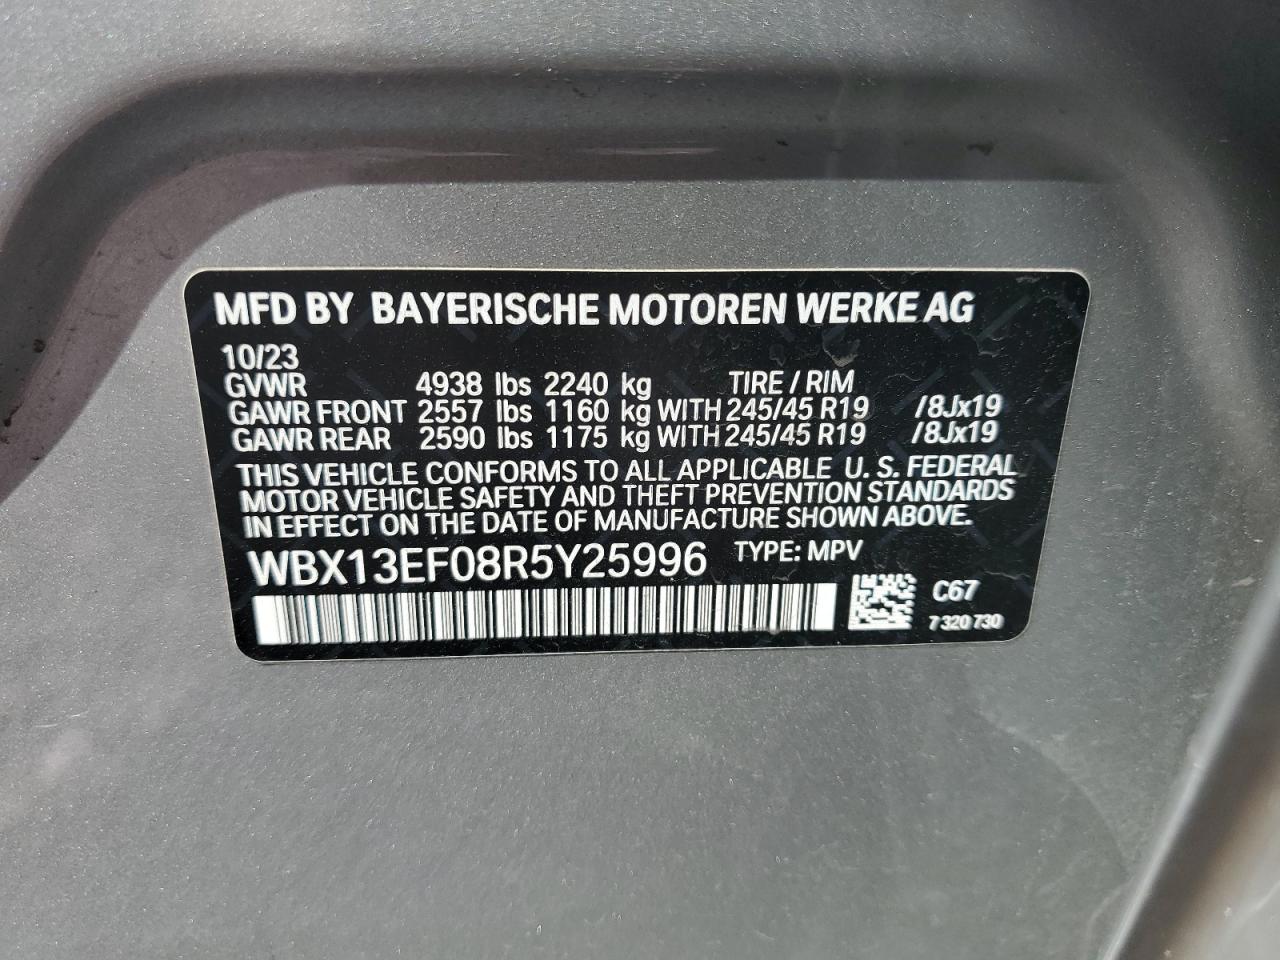 MFD BY BAYERISCHE MOTOREN WERKE AG
10/23
GVWR 4938 lbs 2240 kg TIRE / RIM
GAWR FRONT 2557 lbs 1160 kg WITH 245/45 R19 /8Jx19
GAWR REAR 2590 lbs 1175 kg WITH 245/45 R19 /8Jx19
THIS VEHICLE CONFORMS TO ALL APPLICABLE U. S. FEDERAL
MOTOR VEHICLE SAFETY AND THEFT PREVENTION STANDARDS
IN EFFECT ON THE DATE OF MANUFACTURE SHOWN ABOVE.
WBX13EF08R5Y25996 TYPE: MPV
C67
7 320 730